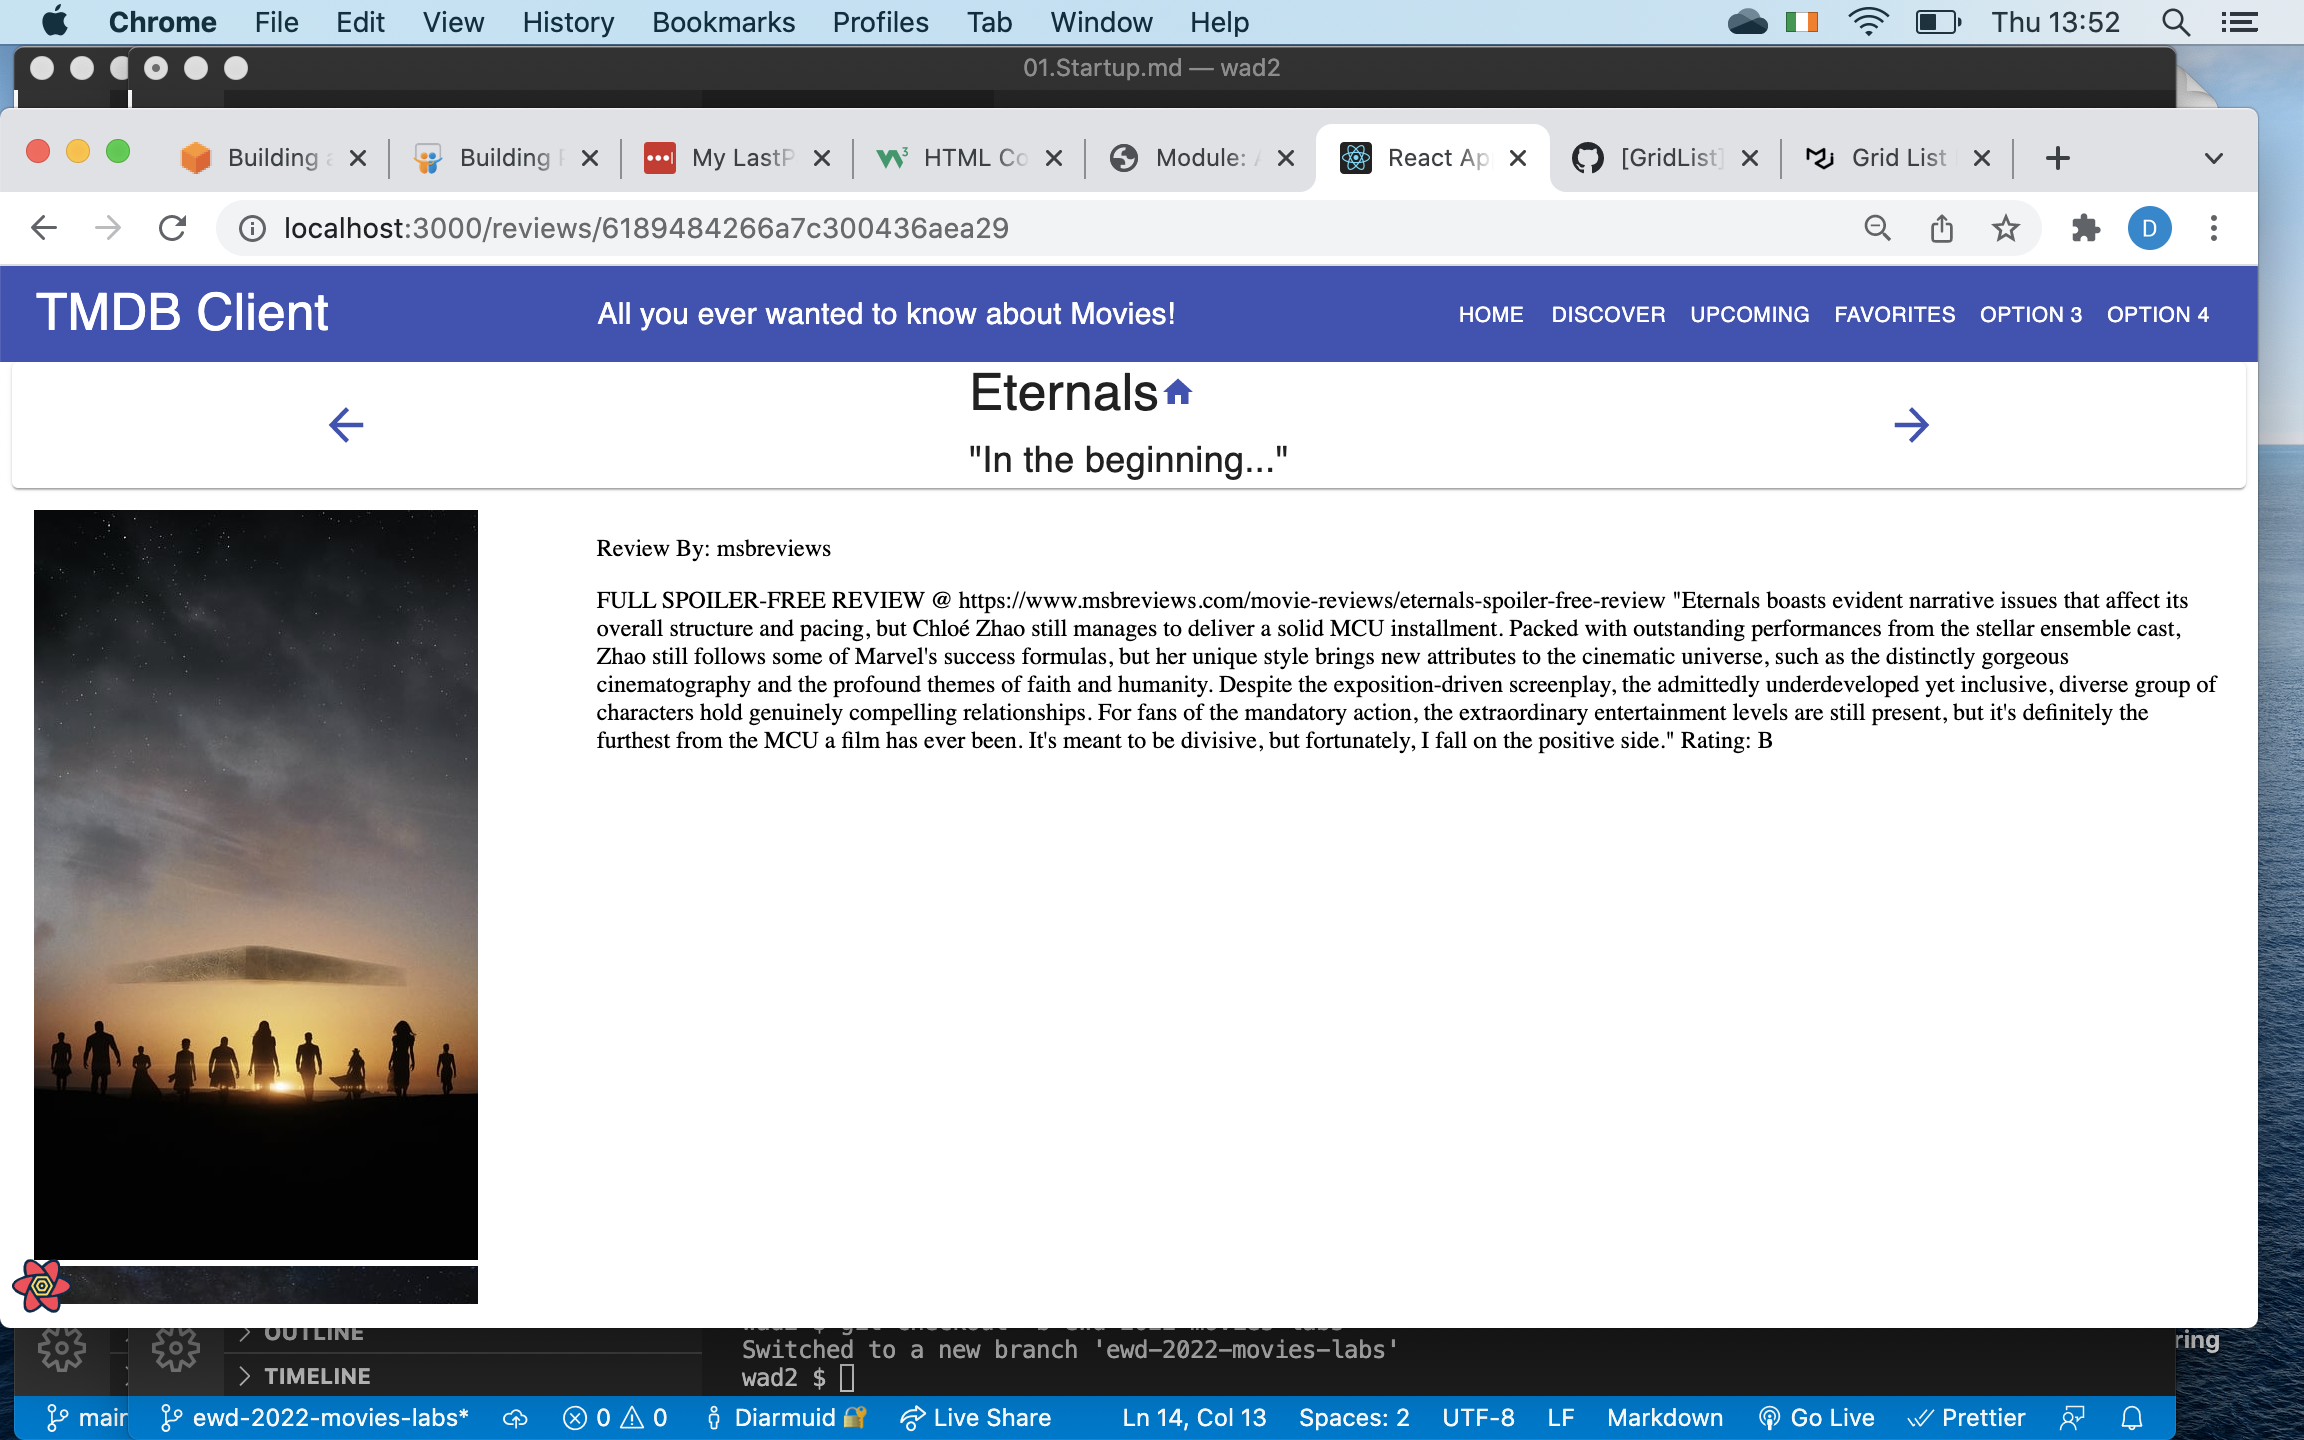 Chrome File Edit View History Bookmarks Profiles Tab Window Help Thu 13:52
01.Startup.md — wad2
Building Building My LastP HTML Co Module: React Ap [GridList] Grid List
localhost:3000/reviews/6189484266a7c300436aea29 D
TMDB Client All you ever wanted to know about Movies! HOME DISCOVER UPCOMING FAVORITES OPTION 3 OPTION 4
Eternals
"In the beginning..."
Review By: msbreviews
FULL SPOILER-FREE REVIEW @ https://www.msbreviews.com/movie-reviews/eternals-spoiler-free-review "Eternals boasts evident narrative issues that affect its
overall structure and pacing, but Chloé Zhao still manages to deliver a solid MCU installment. Packed with outstanding performances from the stellar ensemble cast,
Zhao still follows some of Marvel's success formulas, but her unique style brings new attributes to the cinematic universe, such as the distinctly gorgeous
cinematography and the profound themes of faith and humanity. Despite the exposition-driven screenplay, the admittedly underdeveloped yet inclusive, diverse group of
characters hold genuinely compelling relationships. For fans of the mandatory action, the extraordinary entertainment levels are still present, but it's definitely the
furthest from the MCU a film has ever been. It's meant to be divisive, but fortunately, I fall on the positive side." Rating: B
OUTLINE
ring
Switched to a new branch 'ewd-2022-movies-labs'
TIMELINE
wad2 $
main ewd-2022-movies-labs* 0 0 Diarmuid Live Share Ln 14, Col 13 Spaces: 2 UTF-8 LF Markdown Go Live Prettier